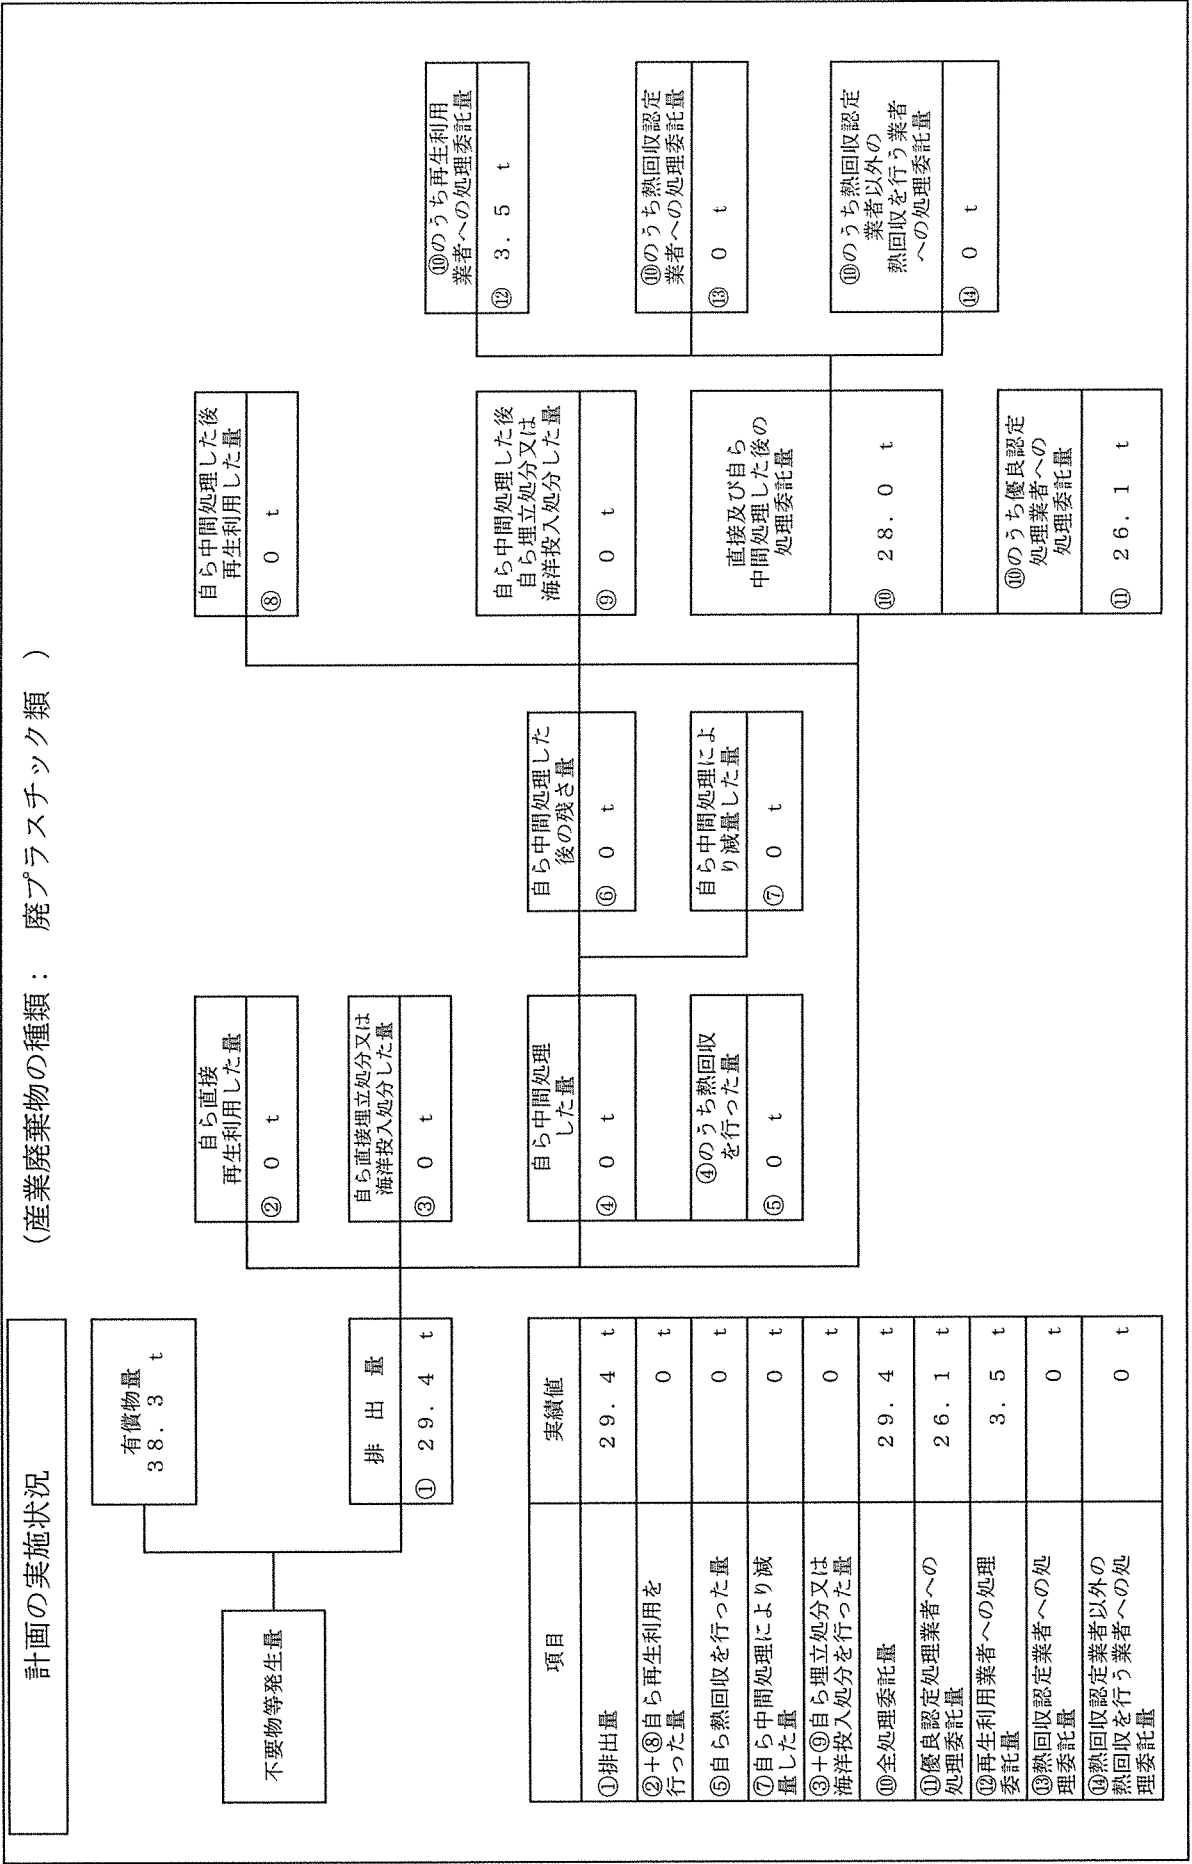 計画の実施状況
(産業廃棄物の種類: 廃プラスチック類 )
不要物等発生量
有償物量
38.3 t
排 出 量
① 29.4 t
自ら直接
再生利用した量
② 0 t
自ら直接埋立処分又は
海洋投入処分した量
③ 0 t
自ら中間処理
した量
④ 0 t
④のうち熱回収
を行った量
⑤ 0 t
自ら中間処理した
後の残さ量
⑥ 0 t
自ら中間処理によ
り減量した量
⑦ 0 t
自ら中間処理した後
再生利用した量
⑧ 0 t
自ら中間処理した後
自ら埋立処分又は
海洋投入処分した量
⑨ 0 t
直接及び自ら
中間処理した後の
処理委託量
⑩ 28.0 t
⑩のうち優良認定
処理業者への
処理委託量
⑪ 26.1 t
⑩のうち再生利用
業者への処理委託量
⑫ 3.5 t
⑩のうち熱回収認定
業者への処理委託量
⑬ 0 t
⑩のうち熱回収認定
業者以外の
熱回収を行う業者
への処理委託量
⑭ 0 t
項目 実績値
①排出量 29.4 t
②+⑧自ら再生利用を
行った量 0 t
⑤自ら熱回収を行った量 0 t
⑦自ら中間処理により減
量した量 0 t
③+⑨自ら埋立処分又は
海洋投入処分を行った量 0 t
⑩全処理委託量 29.4 t
⑪優良認定処理業者への
処理委託量 26.1 t
⑫再生利用業者への処理
委託量 3.5 t
⑬熱回収認定業者への処
理委託量 0 t
⑭熱回収認定業者以外の
熱回収を行う業者への処
理委託量 0 t